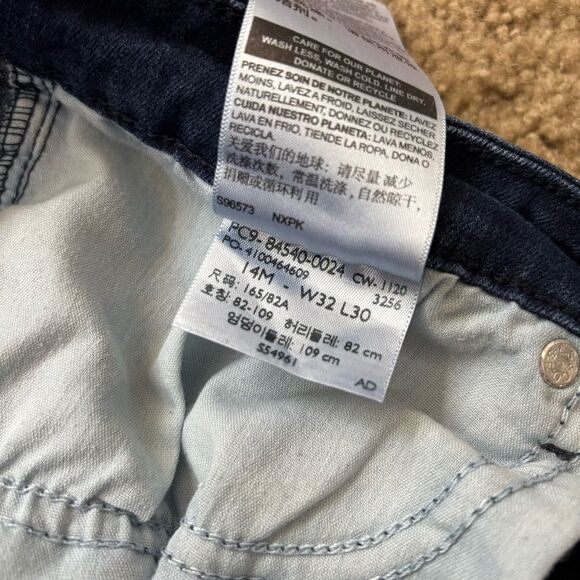 CARE FOR OUR PLANET.
WASH LESS, WASH COLD, LINE DRY,
DONATE OR RECYCLE
PRENEZ SOIN DE NOTRE PLANETE: LAVEZ
MOINS, LAVEZ A FROID, LAISSEZ SÉCHER
NATURELLEMENT, DONNEZ OU RECYCLEZ
CUIDA NUESTRO PLANETA: LAVA MENOS,
LAVA EN FRIO, TIENDE LA ROPA, DONA O
RECICLA.
关爱我们的地球：请尽量 减少
洗涤次数，常温洗涤，自然晾干，
捐赠或循环利用
S96573 NXPK
PC9- 84540-0024 CW- 1120
PO- 4100464609 3256
14M - W32 L30
尺码: 165/82A
호칭: 82-109 허리둘레: 82 cm
엉덩이둘레: 109 cm
S54961 AD